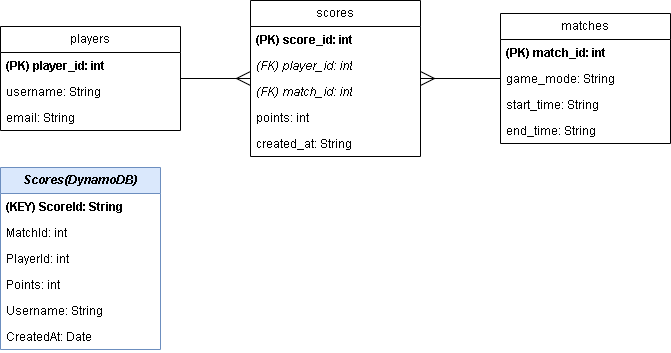 players
(PK) player_id: int
username: String
email: String
scores
(PK) score_id: int
(FK) player_id: int
(FK) match_id: int
points: int
created_at: String
matches
(PK) match_id: int
game_mode: String
start_time: String
end_time: String
Scores(DynamoDB)
(KEY) ScoreId: String
MatchId: int
PlayerId: int
Points: int
Username: String
CreatedAt: Date